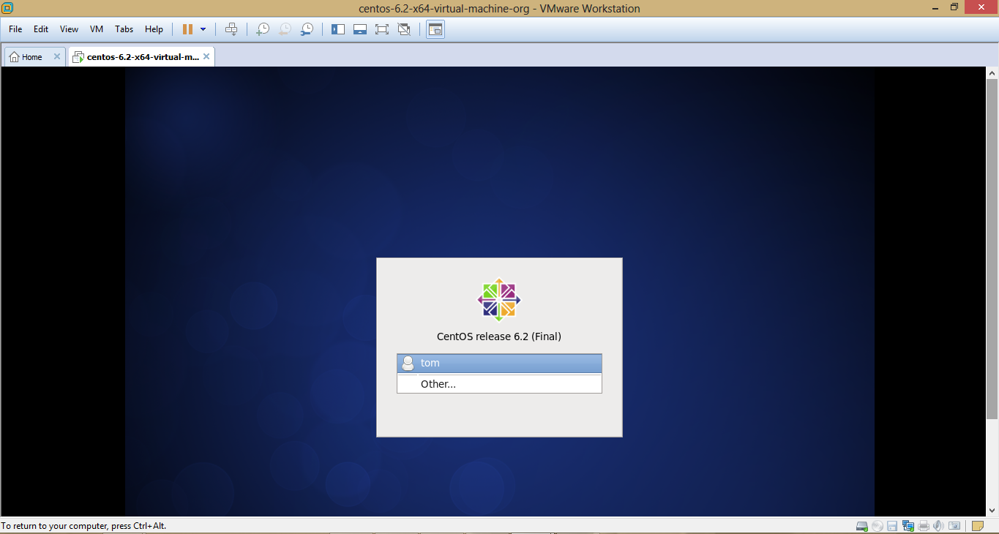 centos-6.2-x64-virtual-machine-org - VMware Workstation
File Edit View VM Tabs Help
Home centos-6.2-x64-virtual-m...
CentOS release 6.2 (Final)
tom
Other...
To return to your computer, press Ctrl+Alt.